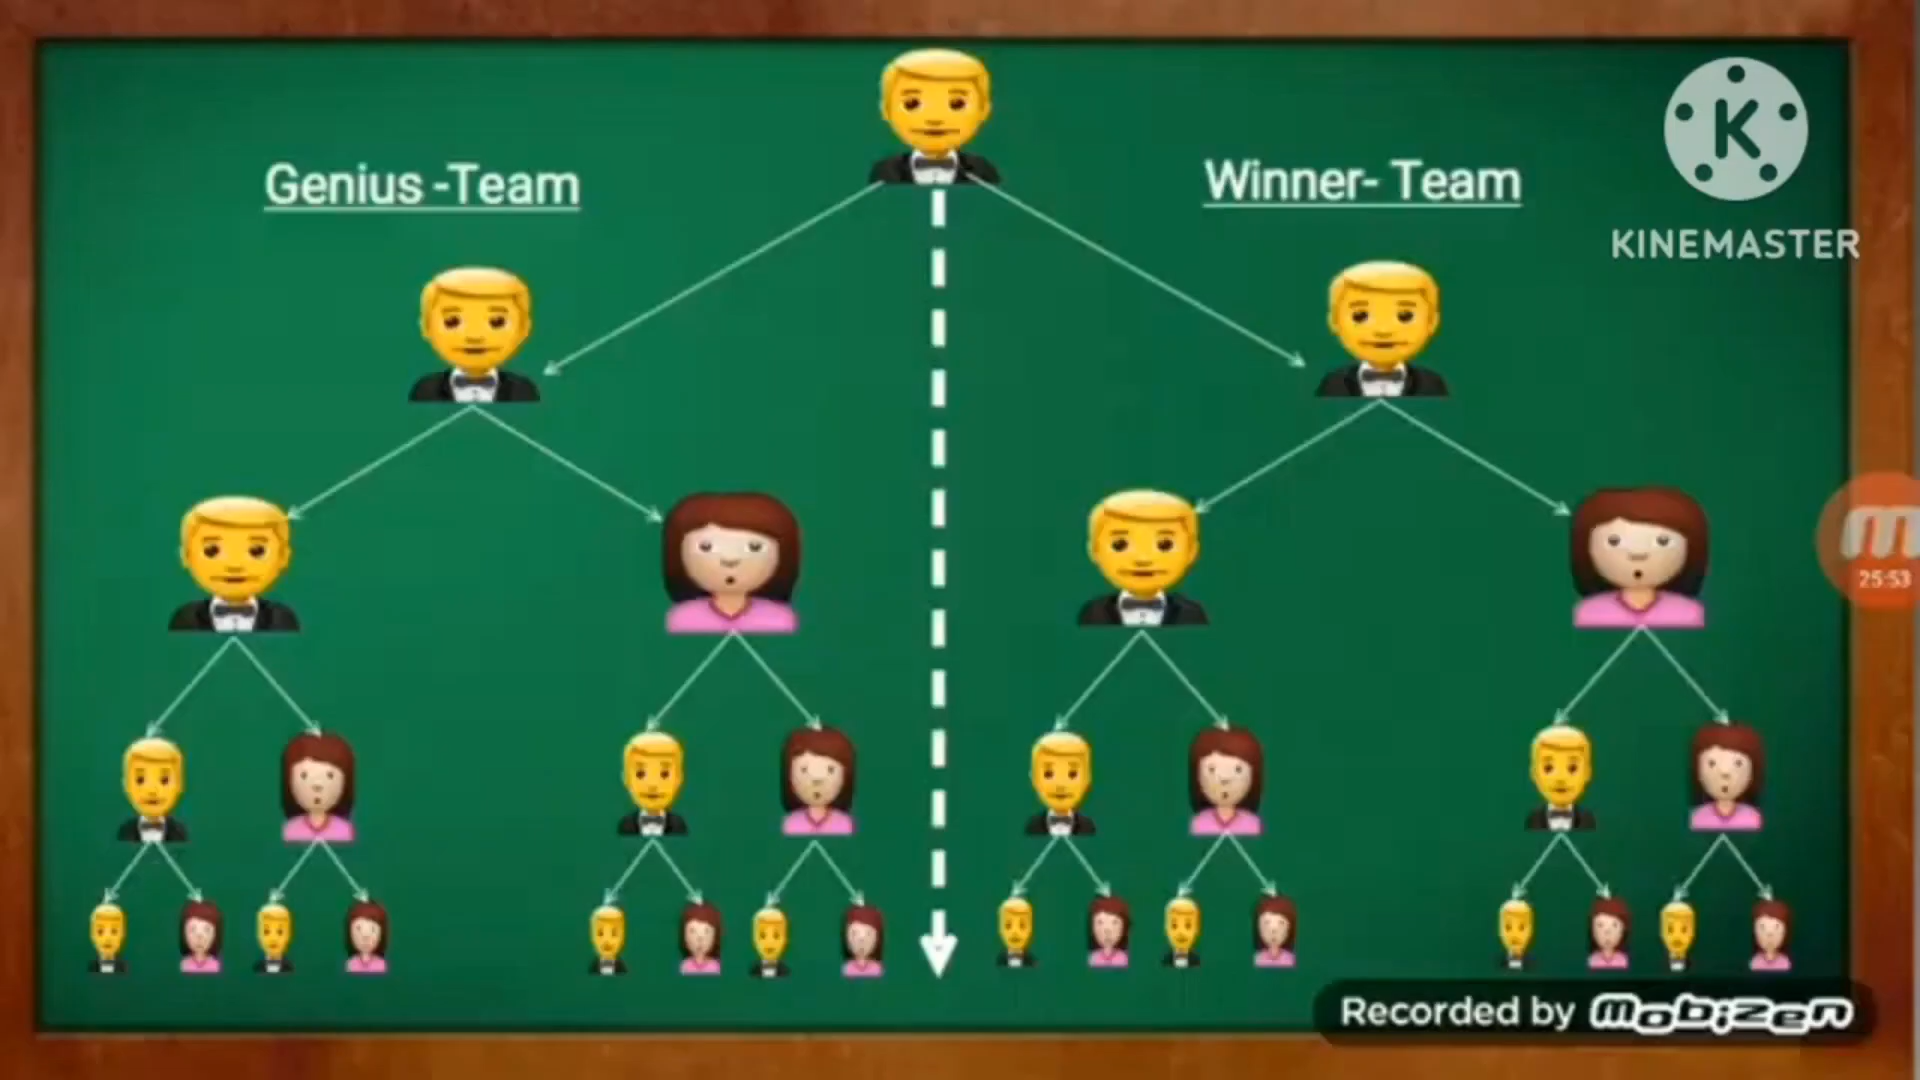 Genius -Team
Winner- Team
K
KINEMASTER
m
25:53
Recorded by mobizen